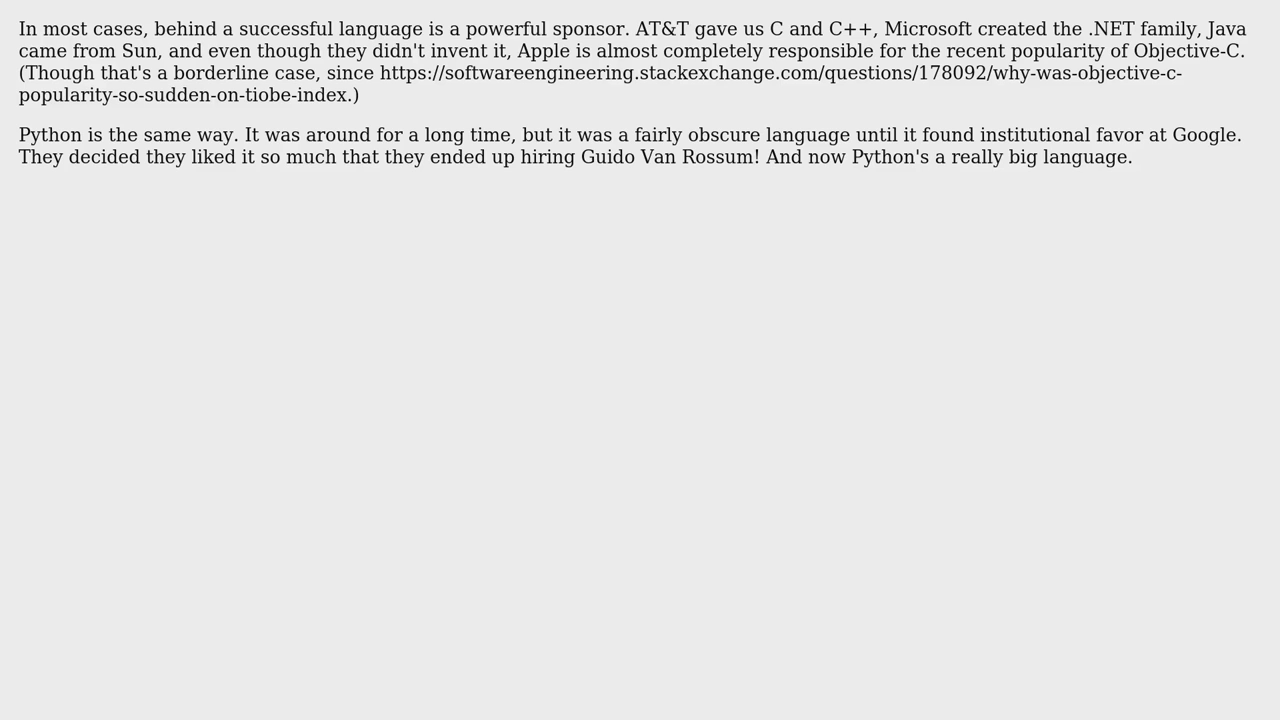 In most cases, behind a successful language is a powerful sponsor. AT&T gave us C and C++, Microsoft created the .NET family, Java
came from Sun, and even though they didn't invent it, Apple is almost completely responsible for the recent popularity of Objective-C.
(Though that's a borderline case, since https://softwareengineering.stackexchange.com/questions/178092/why-was-objective-c-
popularity-so-sudden-on-tiobe-index.)
Python is the same way. It was around for a long time, but it was a fairly obscure language until it found institutional favor at Google.
They decided they liked it so much that they ended up hiring Guido Van Rossum! And now Python's a really big language.